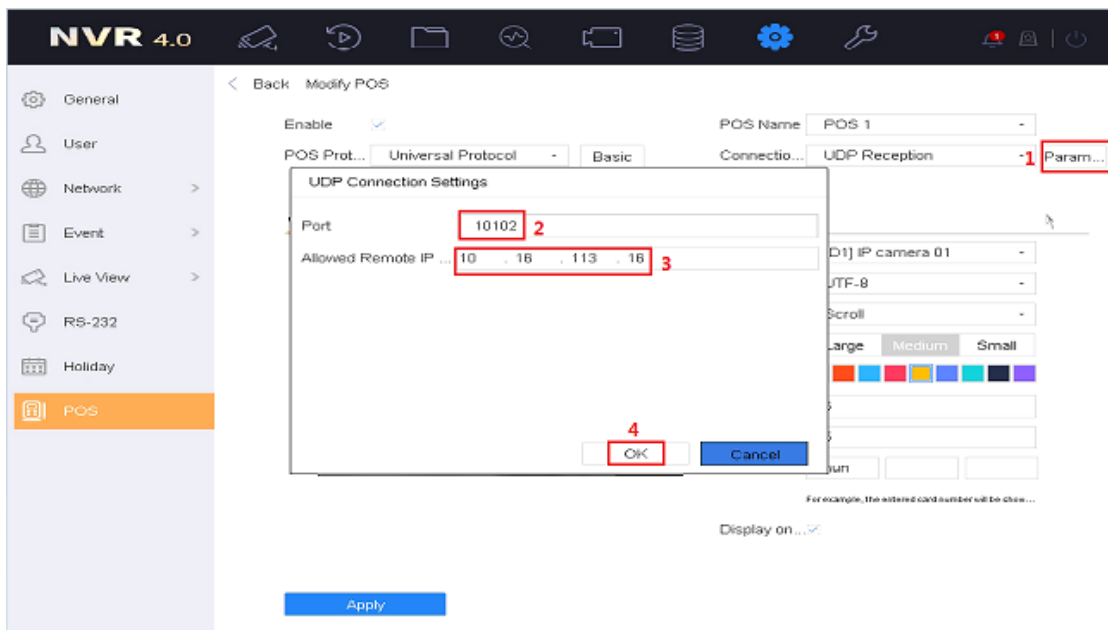 NVR 4.0
General
User
Network >
Event >
Live View >
RS-232
Holiday
POS
< Back Modify POS
Enable
POS Name POS 1
POS Prot... Universal Protocol Basic
Connectio... UDP Reception 1 Param...
UDP Connection Settings
Port 10102 2
Allowed Remote IP ... 10 . 16 . 113 . 16 3
4
OK Cancel
D1] IP camera 01
UTF-8
Scroll
Large Medium Small
For example, the entered card number will be show...
Display on...
Apply